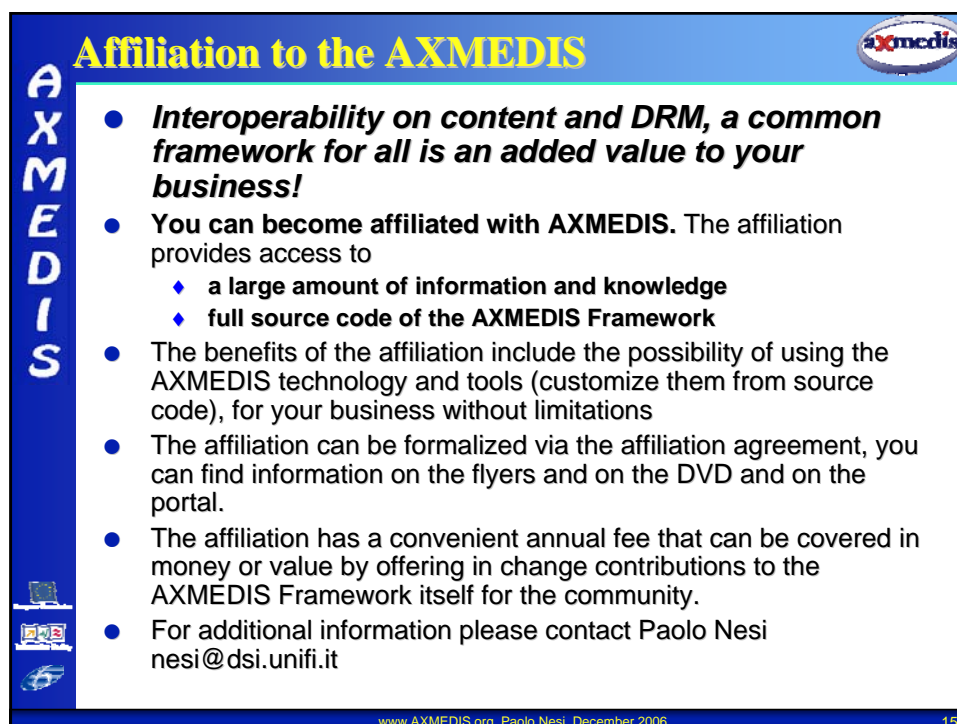 Affiliation to the AXMEDIS
axmedis
AXMEDIS
Interoperability on content and DRM, a common
framework for all is an added value to your
business!
You can become affiliated with AXMEDIS. The affiliation
provides access to
a large amount of information and knowledge
full source code of the AXMEDIS Framework
The benefits of the affiliation include the possibility of using the
AXMEDIS technology and tools (customize them from source
code), for your business without limitations
The affiliation can be formalized via the affiliation agreement, you
can find information on the flyers and on the DVD and on the
portal.
The affiliation has a convenient annual fee that can be covered in
money or value by offering in change contributions to the
AXMEDIS Framework itself for the community.
For additional information please contact Paolo Nesi
nesi@dsi.unifi.it
www.AXMEDIS.org, Paolo Nesi, December 2006
15